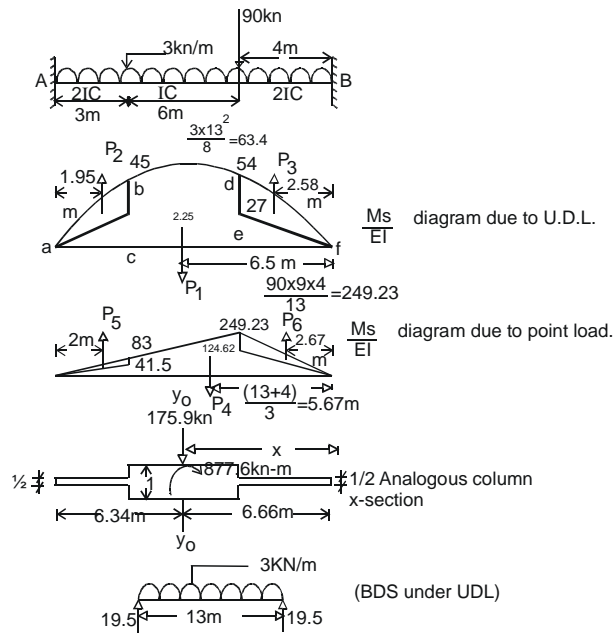 90kn
3kn/m
4m
A
B
2IC
IC
2IC
3m
6m
3x13²/8 =63.4
P2
45
54
P3
1.95
m
b
d
2.58
m
27
2.25
Ms/EI diagram due to U.D.L.
a
c
e
f
6.5 m
P1
90x9x4/13 =249.23
P5
249.23
P6
2m
83
2.67
m
Ms/EI diagram due to point load.
41.5
124.62
yo
P4
(13+4)/3 =5.67m
175.9kn
x
877.6kn-m
½
1
1/2 Analogous column
x-section
6.34m
6.66m
yo
3KN/m
(BDS under UDL)
19.5
13m
19.5